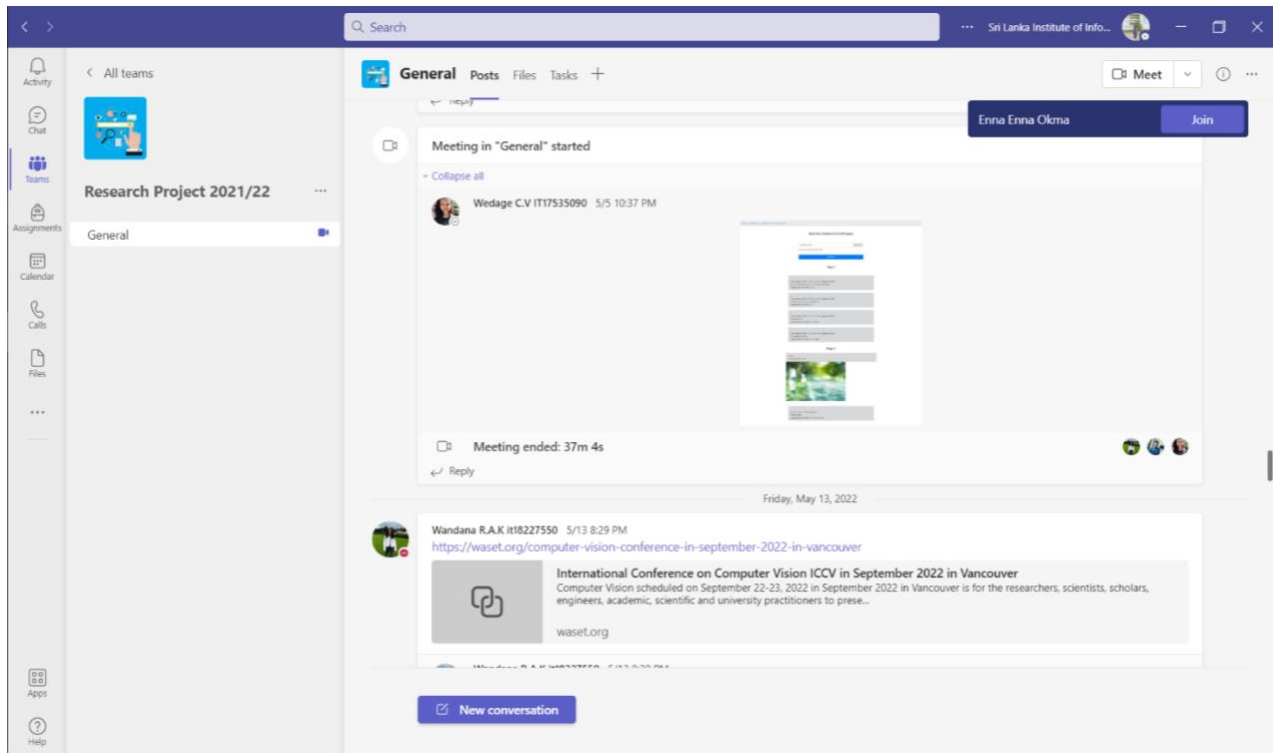 Search
Sri Lanka Institute of Info...
Activity
Chat
Teams
Assignments
Calendar
Calls
Files
Apps
Help
All teams
Research Project 2021/22
General
General Posts Files Tasks
Meet
Reply
Enna Enna Okma Join
Meeting in "General" started
Collapse all
Wedage C.V IT17535090 5/5 10:37 PM
Meeting ended: 37m 4s
Reply
Friday, May 13, 2022
Wandana R.A.K it18227550 5/13 8:29 PM
https://waset.org/computer-vision-conference-in-september-2022-in-vancouver
International Conference on Computer Vision ICCV in September 2022 in Vancouver
Computer Vision scheduled on September 22-23, 2022 in September 2022 in Vancouver is for the researchers, scientists, scholars,
engineers, academic, scientific and university practitioners to prese...
waset.org
New conversation